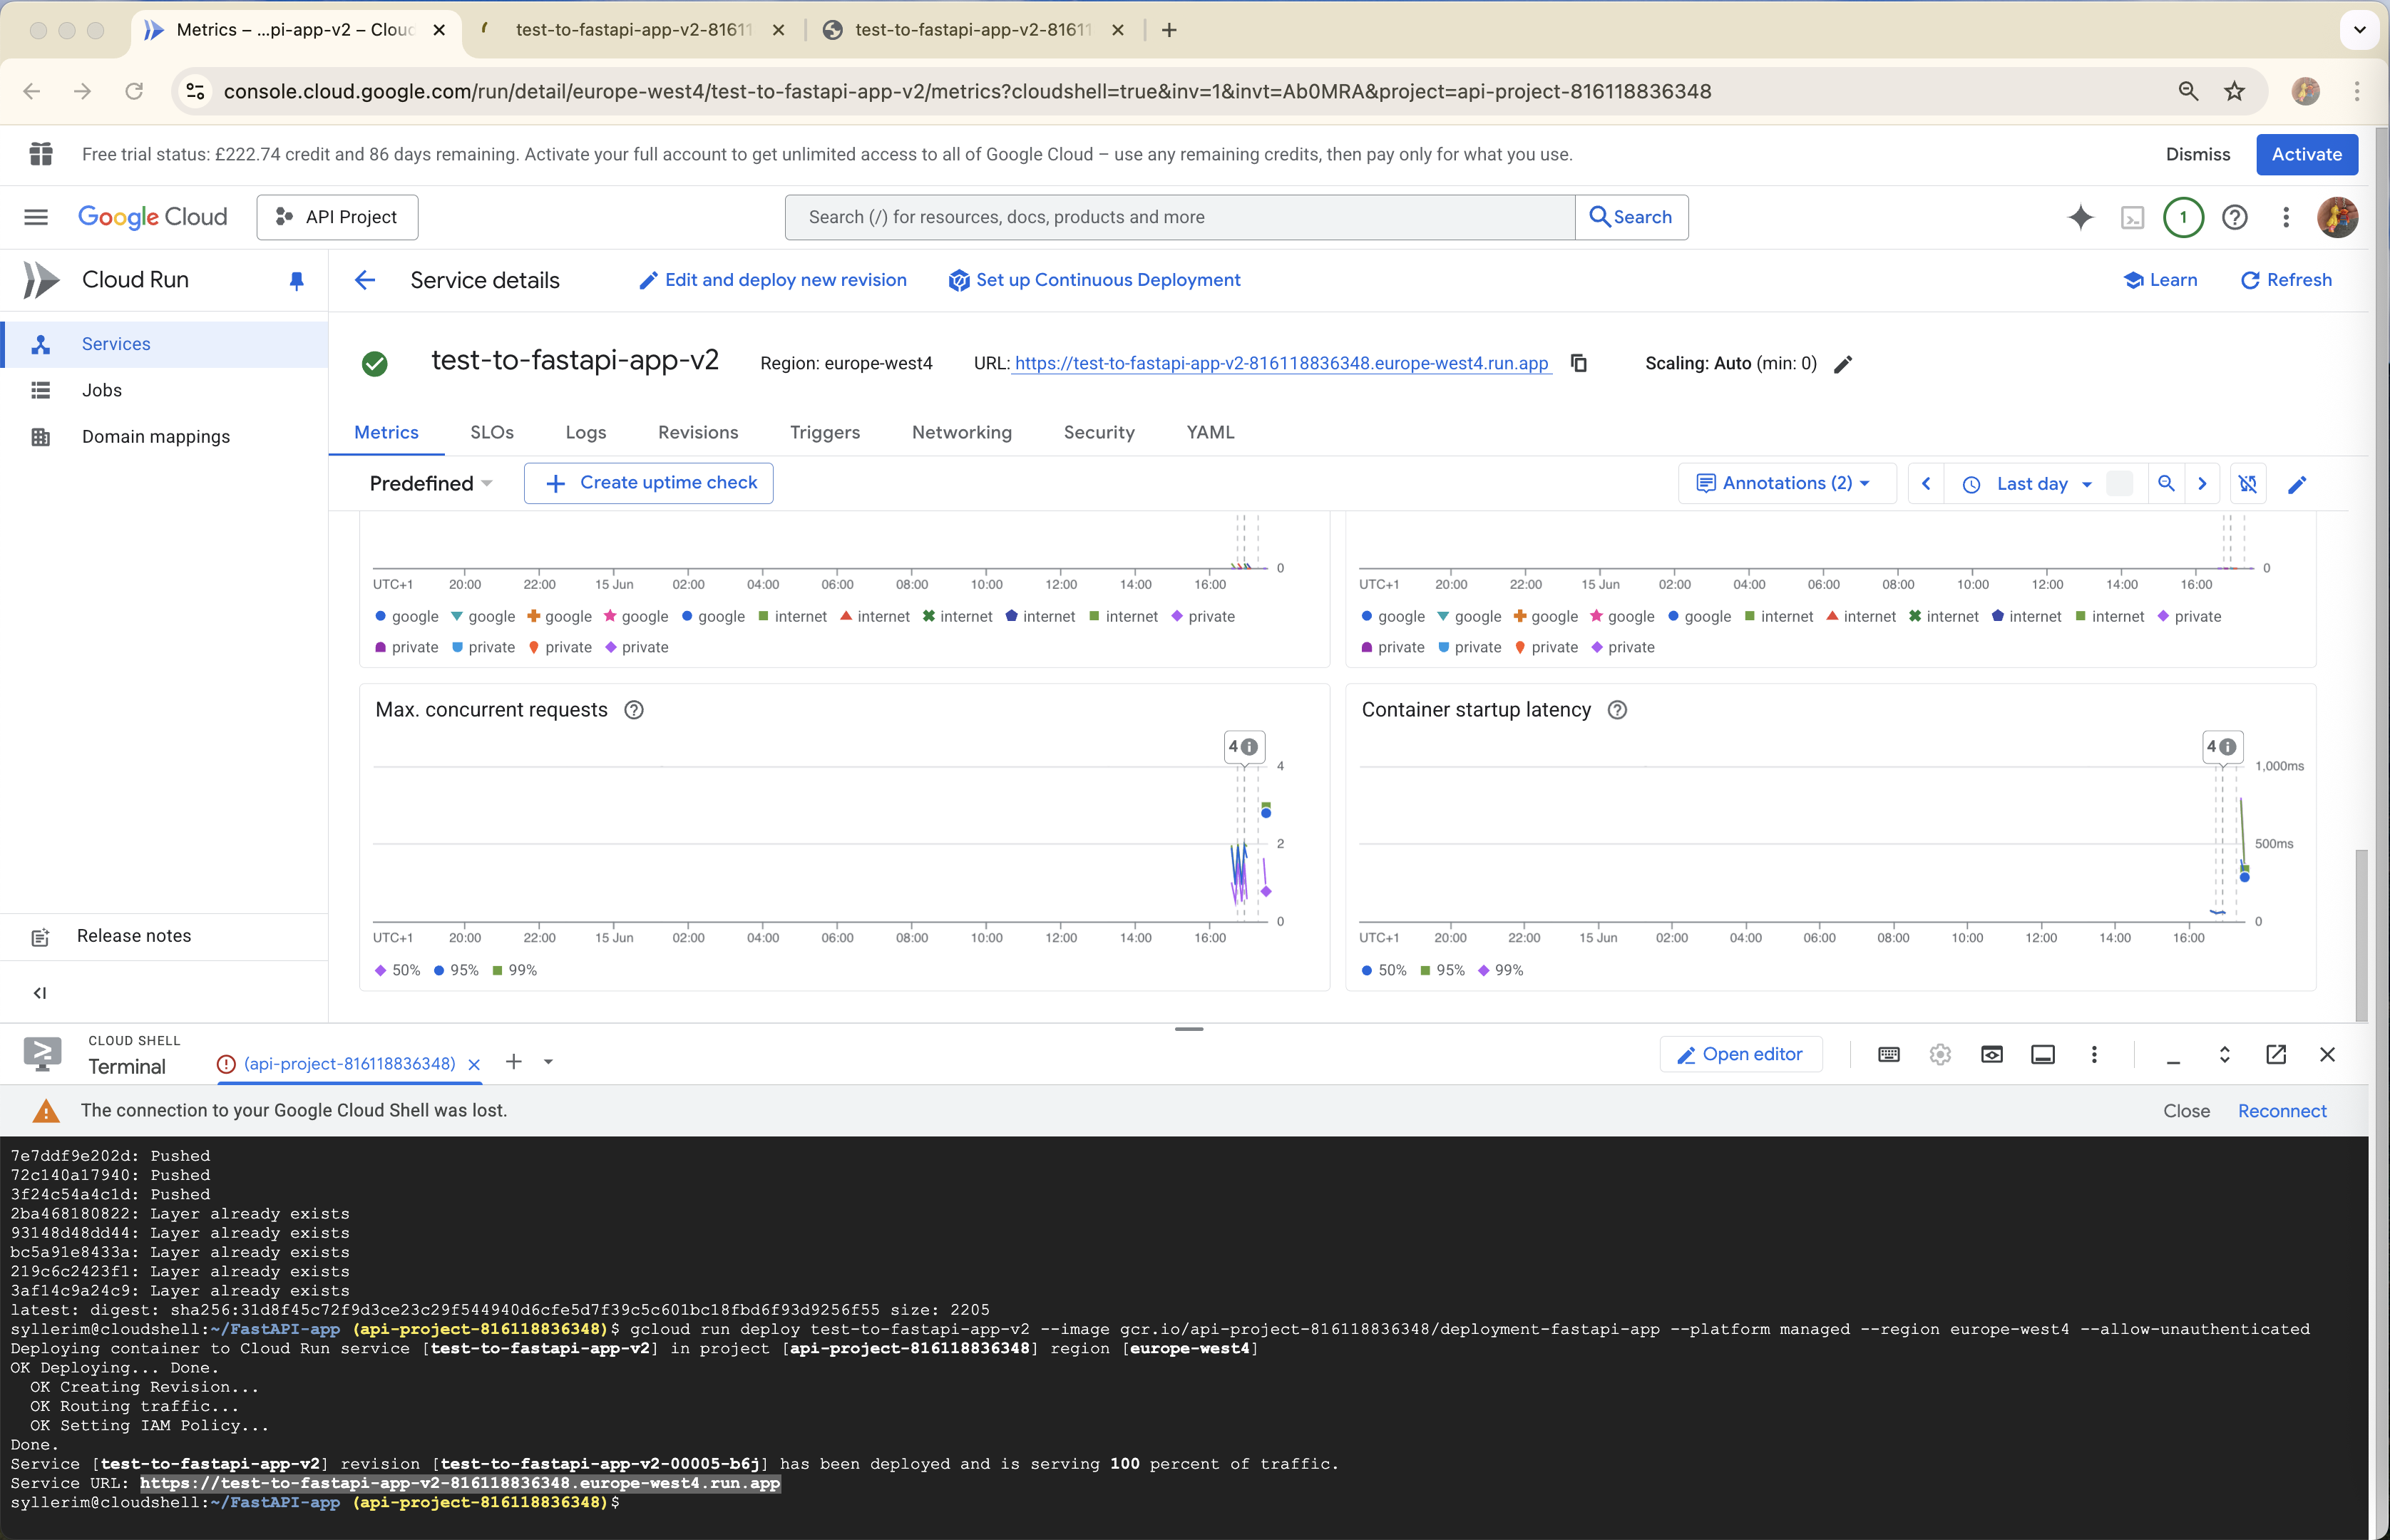 Metrics – ...pi-app-v2 – Clou
test-to-fastapi-app-v2-81611
test-to-fastapi-app-v2-81611
console.cloud.google.com/run/detail/europe-west4/test-to-fastapi-app-v2/metrics?cloudshell=true&inv=1&invt=Ab0MRA&project=api-project-816118836348
Free trial status: £222.74 credit and 86 days remaining. Activate your full account to get unlimited access to all of Google Cloud – use any remaining credits, then pay only for what you use.
Dismiss
Activate
Google Cloud
API Project
Search (/) for resources, docs, products and more
Search
1
Cloud Run
Service details
Edit and deploy new revision
Set up Continuous Deployment
Learn
Refresh
Services
Jobs
Domain mappings
Release notes
test-to-fastapi-app-v2
Region: europe-west4
URL: https://test-to-fastapi-app-v2-816118836348.europe-west4.run.app
Scaling: Auto (min: 0)
Metrics SLOs Logs Revisions Triggers Networking Security YAML
Predefined
Create uptime check
Annotations (2)
Last day
0
UTC+1 20:00 22:00 15 Jun 02:00 04:00 06:00 08:00 10:00 12:00 14:00 16:00
google google google google google internet internet internet internet internet private
private private private private
0
UTC+1 20:00 22:00 15 Jun 02:00 04:00 06:00 08:00 10:00 12:00 14:00 16:00
google google google google google internet internet internet internet internet private
private private private private
Max. concurrent requests
4
4
2
0
UTC+1 20:00 22:00 15 Jun 02:00 04:00 06:00 08:00 10:00 12:00 14:00 16:00
50% 95% 99%
Container startup latency
4
1,000ms
500ms
0
UTC+1 20:00 22:00 15 Jun 02:00 04:00 06:00 08:00 10:00 12:00 14:00 16:00
50% 95% 99%
CLOUD SHELL
Terminal
(api-project-816118836348)
Open editor
The connection to your Google Cloud Shell was lost.
Close
Reconnect
7e7ddf9e202d: Pushed
72c140a17940: Pushed
3f24c54a4c1d: Pushed
2ba468180822: Layer already exists
93148d48dd44: Layer already exists
bc5a91e8433a: Layer already exists
219c6c2423f1: Layer already exists
3af14c9a24c9: Layer already exists
latest: digest: sha256:31d8f45c72f9d3ce23c29f544940d6cfe5d7f39c5c601bc18fbd6f93d9256f55 size: 2205
syllerim@cloudshell:~/FastAPI-app (api-project-816118836348)$ gcloud run deploy test-to-fastapi-app-v2 --image gcr.io/api-project-816118836348/deployment-fastapi-app --platform managed --region europe-west4 --allow-unauthenticated
Deploying container to Cloud Run service [test-to-fastapi-app-v2] in project [api-project-816118836348] region [europe-west4]
OK Deploying... Done.
OK Creating Revision...
OK Routing traffic...
OK Setting IAM Policy...
Done.
Service [test-to-fastapi-app-v2] revision [test-to-fastapi-app-v2-00005-b6j] has been deployed and is serving 100 percent of traffic.
Service URL: https://test-to-fastapi-app-v2-816118836348.europe-west4.run.app
syllerim@cloudshell:~/FastAPI-app (api-project-816118836348)$